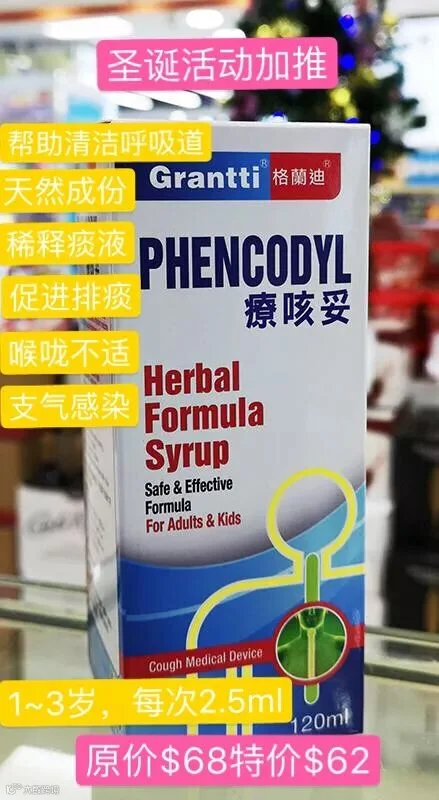 圣诞活动加推
帮助清洁呼吸道
天然成份
稀释痰液
促进排痰
喉咙不适
支气感染
Grantti® 格蘭迪®
PHENCODYL
療咳妥
Herbal
Formula
Syrup
Safe & Effective
Formula
For Adults & Kids
Cough Medical Device
120ml
1~3岁，每次2.5ml
原价$68特价$62